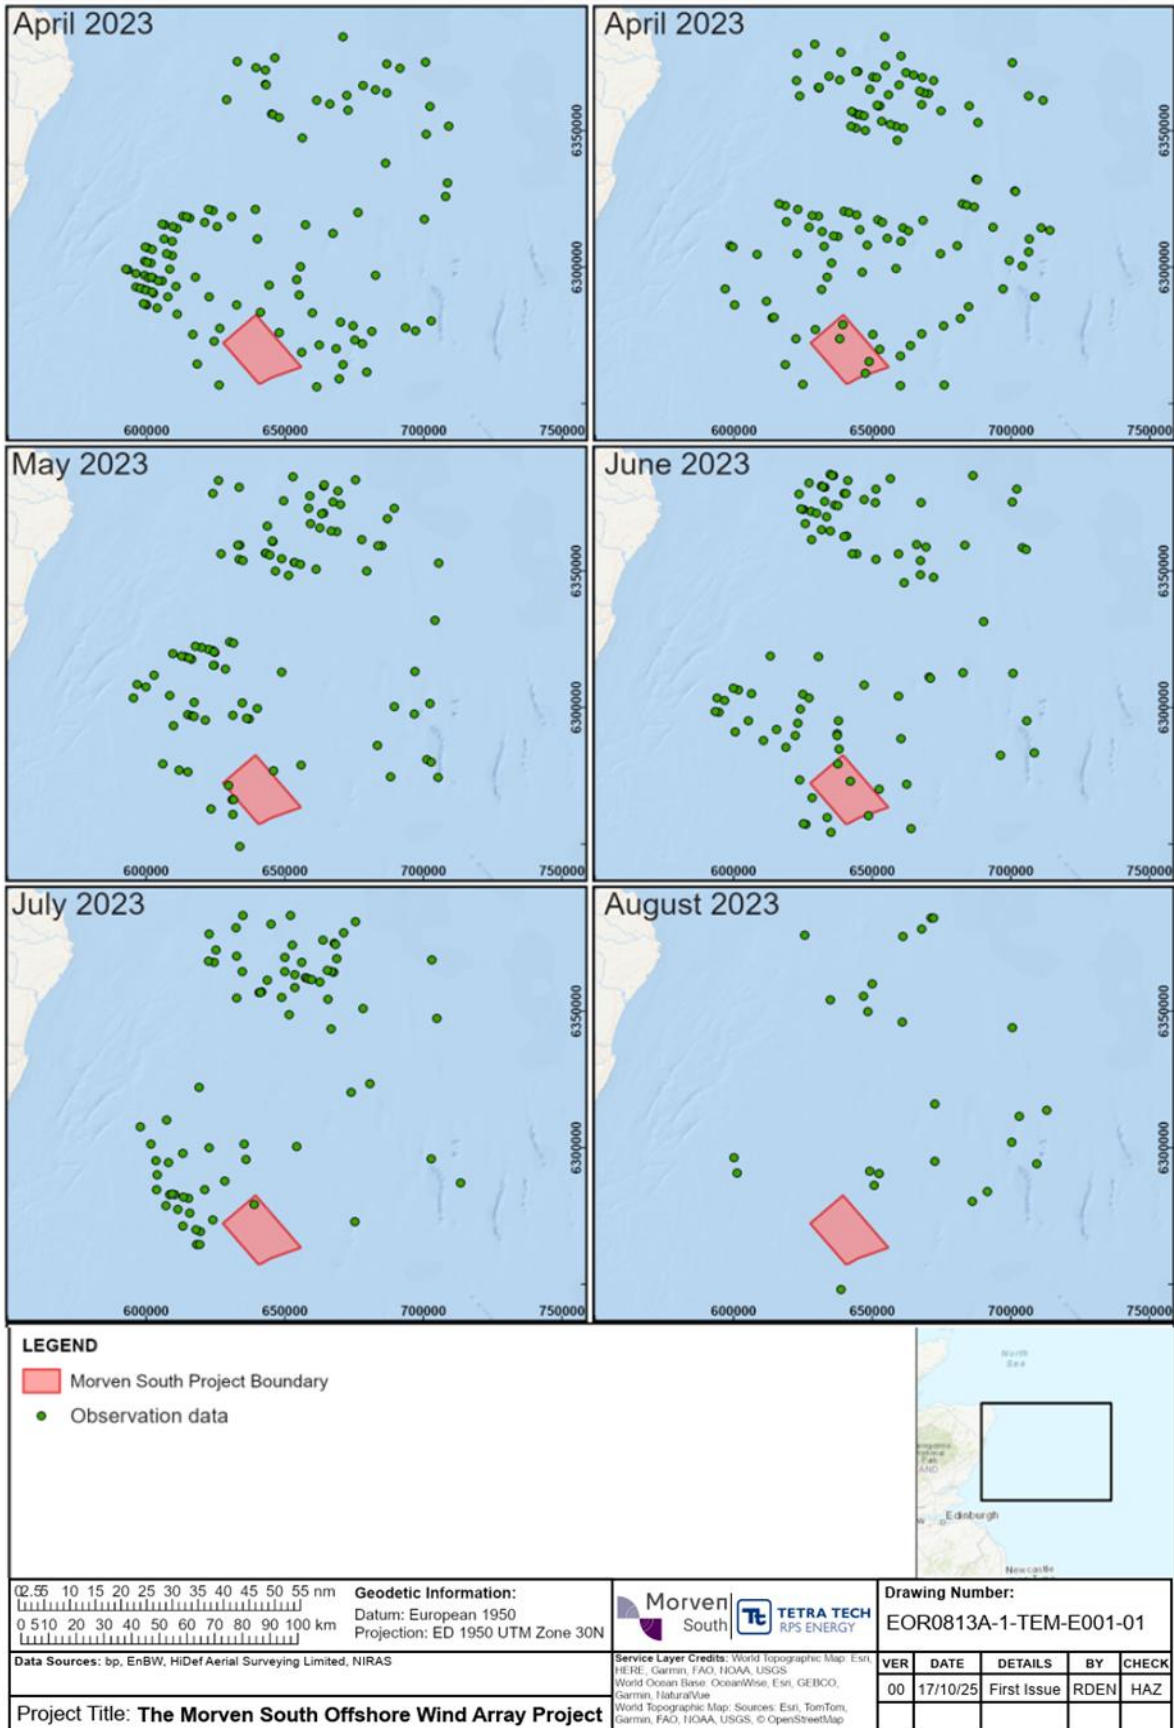 April 2023
6350000
6300000
600000 650000 700000 750000
April 2023
6350000
6300000
600000 650000 700000 750000
May 2023
6350000
6300000
600000 650000 700000 750000
June 2023
6350000
6300000
600000 650000 700000 750000
July 2023
6350000
6300000
600000 650000 700000 750000
August 2023
6350000
6300000
600000 650000 700000 750000
LEGEND
Morven South Project Boundary
Observation data
North
Sea
AND
Edinburgh
Newcastle
02.55 10 15 20 25 30 35 40 45 50 55 nm
0 510 20 30 40 50 60 70 80 90 100 km
Geodetic Information:
Datum: European 1950
Projection: ED 1950 UTM Zone 30N
Morven
South
Tt
TETRA TECH
RPS ENERGY
Drawing Number:
EOR0813A-1-TEM-E001-01
Data Sources: bp, EnBW, HiDef Aerial Surveying Limited, NIRAS
Service Layer Credits: World Topographic Map: Esri,
HERE, Garmin, FAO, NOAA, USGS
World Ocean Base: OceanWise, Esri, GEBCO,
Garmin, NaturalVue
World Topographic Map: Sources: Esri, TomTom,
Garmin, FAO, NOAA, USGS, © OpenStreetMap
VER DATE DETAILS BY CHECK
00 17/10/25 First Issue RDEN HAZ
Project Title: The Morven South Offshore Wind Array Project